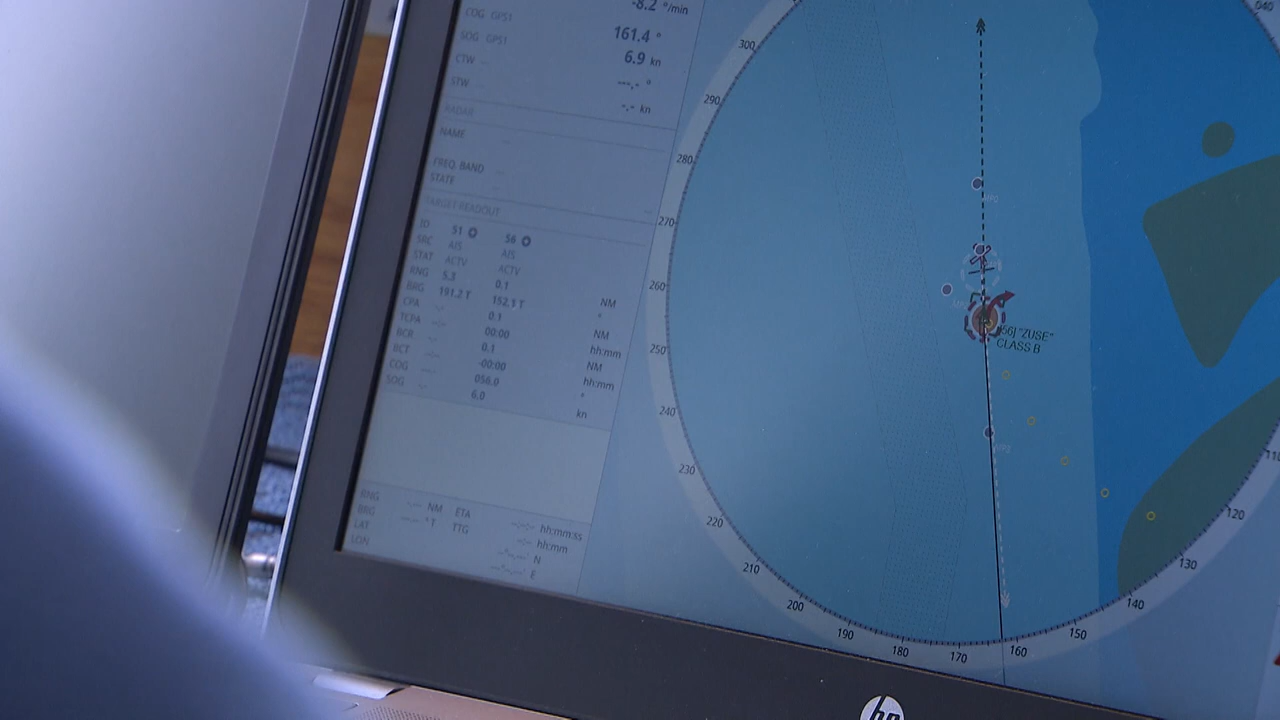 -8.2 °/min
COG GPS1 161.4 °
SOG GPS1 6.9 kn
CTW ---.- °
STW -.- kn
RADAR
NAME
FREQ. BAND
STATE
TARGET READOUT
ID 51 56
SRC AIS AIS
STAT ACTV ACTV
RNG 5.3 0.1 NM
BRG 191.2 T 152.3 T °
CPA 0.1 NM
TCPA 00:00 hh:mm
BCR 0.1 NM
BCT -00:00 hh:mm
COG 056.0 °
SOG 6.0 kn
RNG NM ETA hh:mm:ss
BRG °T TTG hh:mm
LAT N
LON E
040
300
290
280
270
260
250
240
230
220
210
200
190
180
170
160
150
140
130
120
110
[56] "ZUSE"
CLASS B
hp